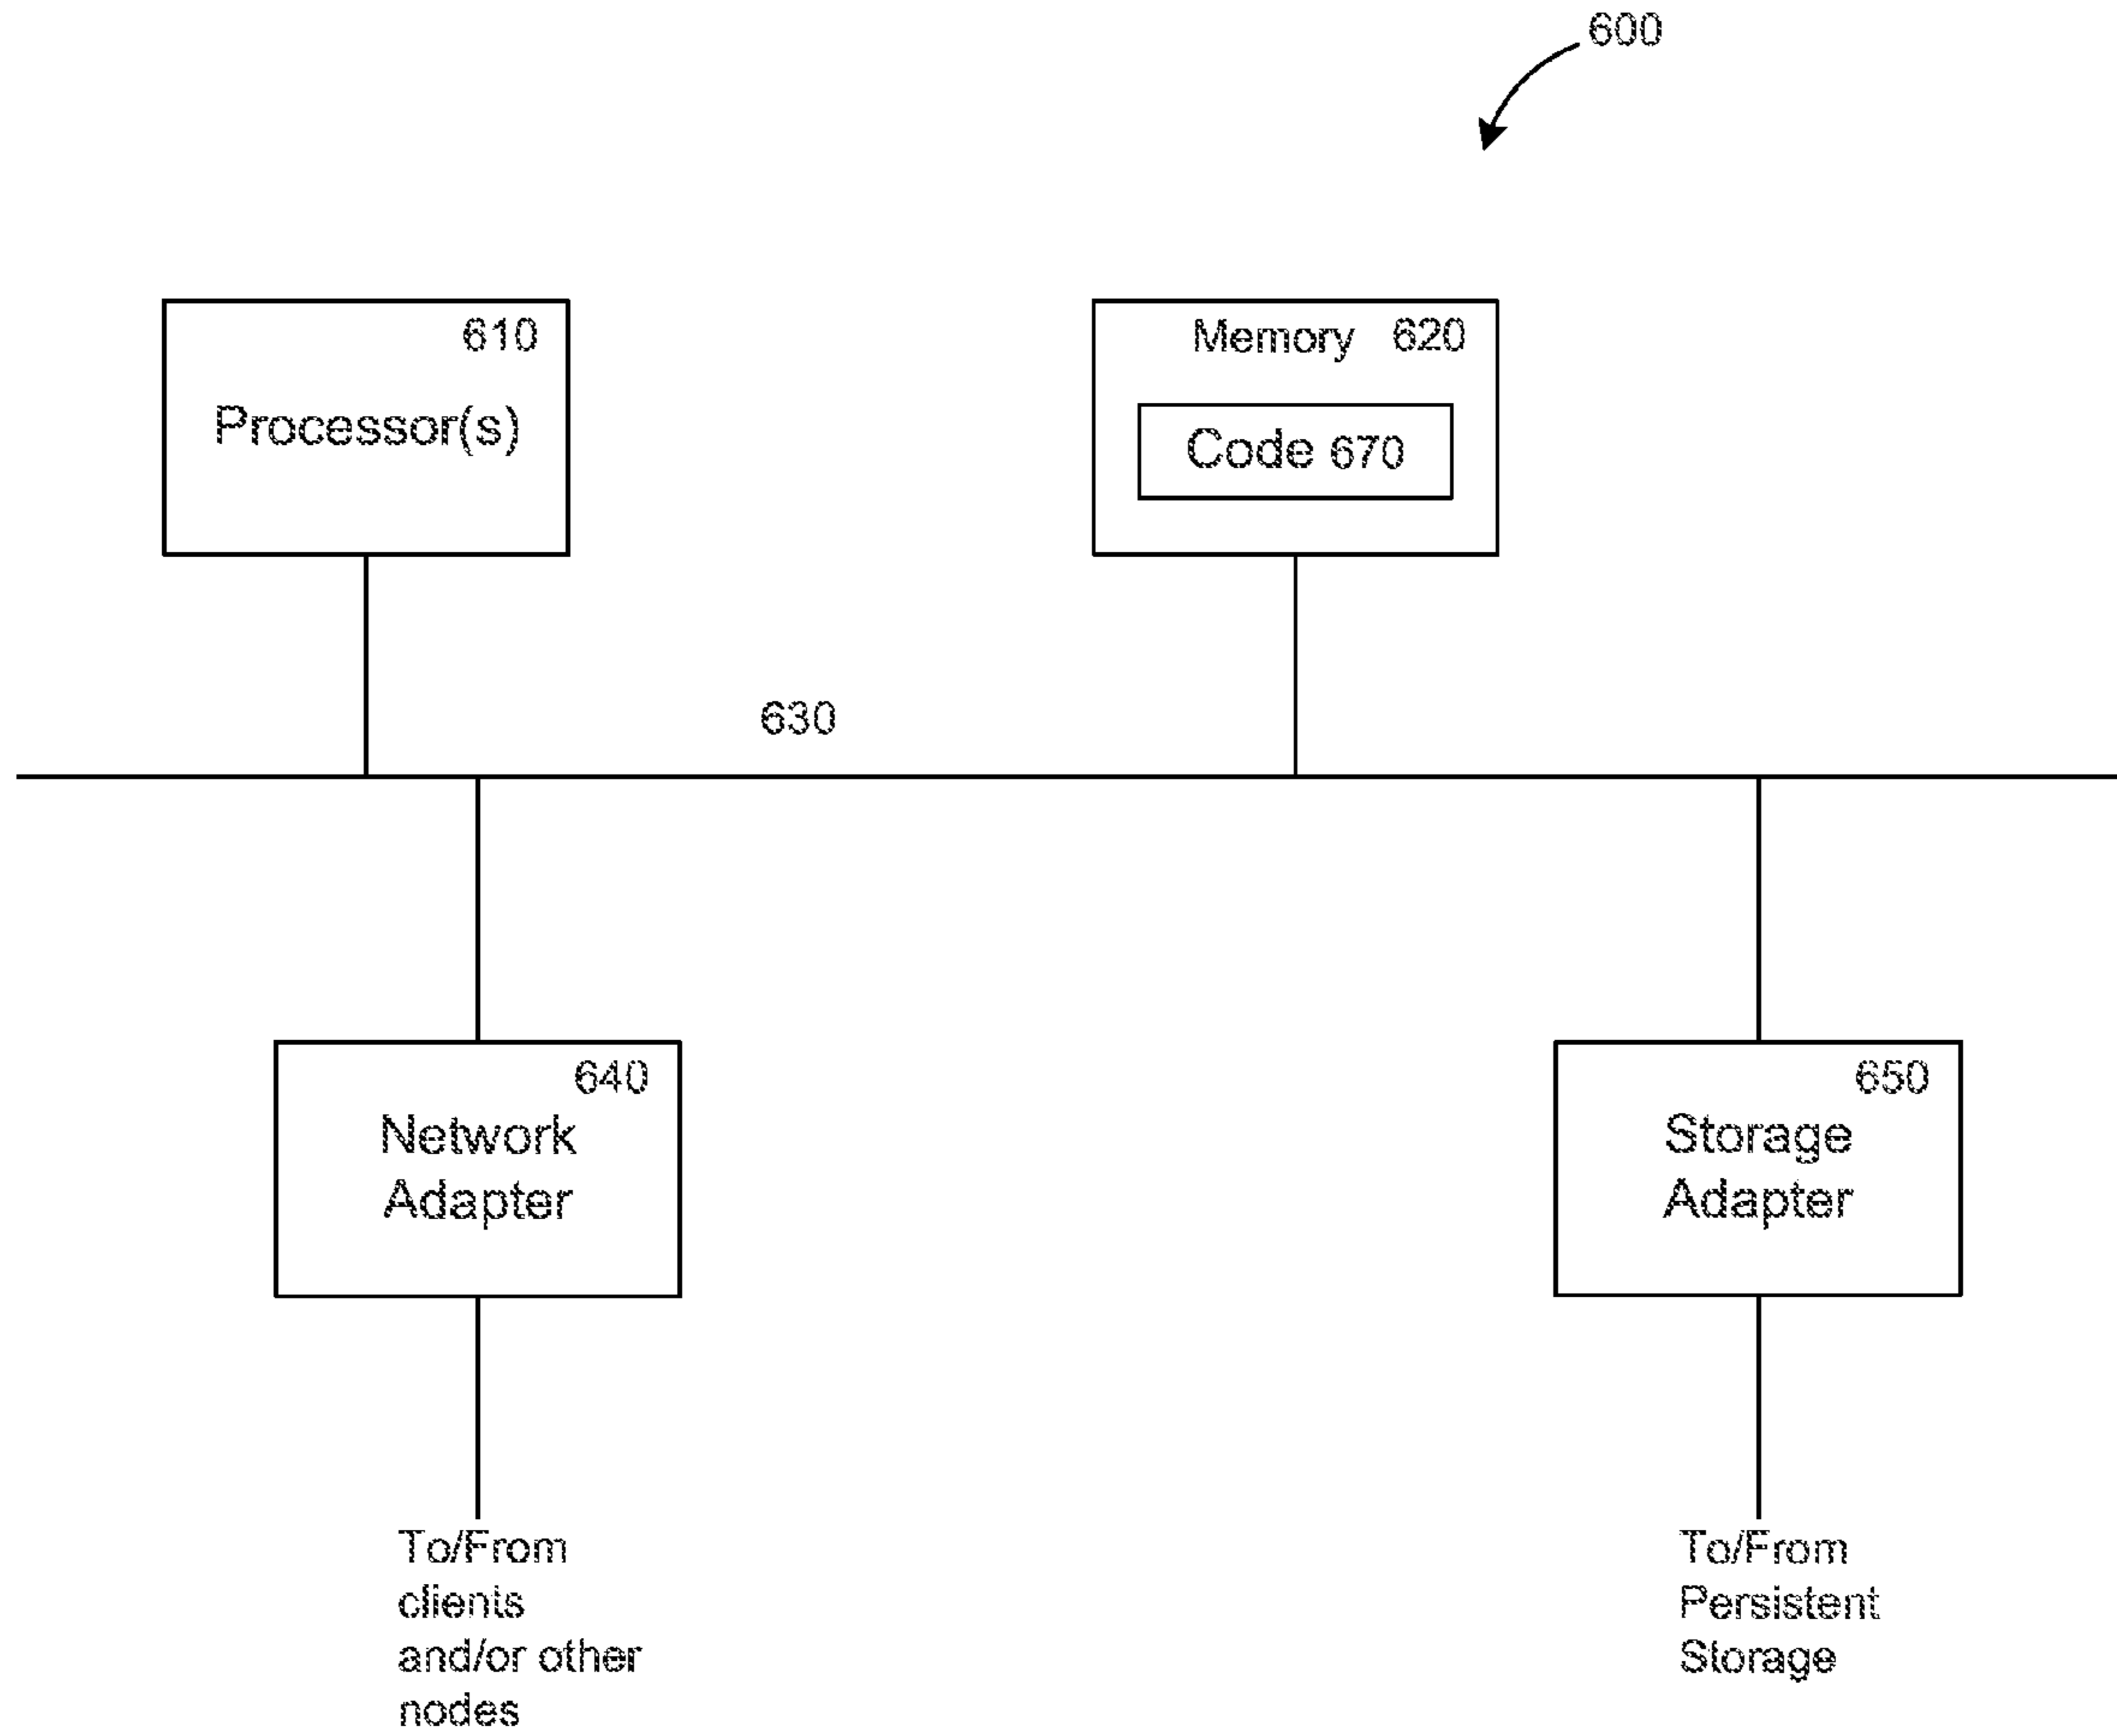 600
610
Processor(s)
Memory 620
Code 670
630
640
Network
Adapter
650
Storage
Adapter
To/From
clients
and/or other
nodes
To/From
Persistent
Storage